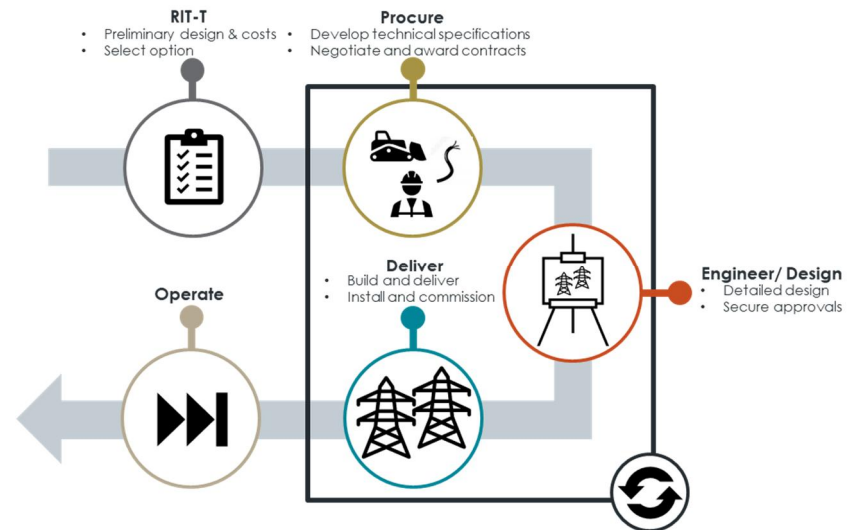 RIT-T
• Preliminary design & costs
• Select option
Procure
• Develop technical specifications
• Negotiate and award contracts
Engineer/ Design
• Detailed design
• Secure approvals
Deliver
• Build and deliver
• Install and commission
Operate